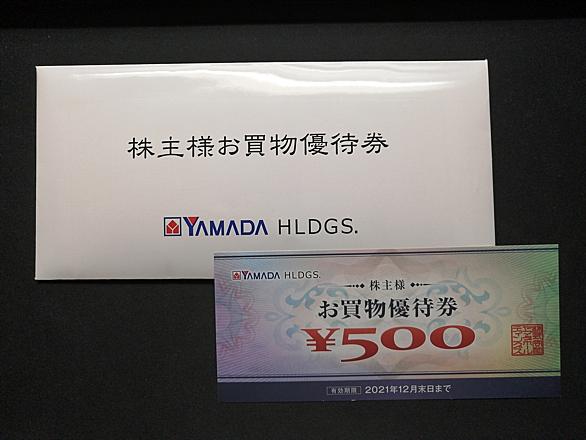 株主様お買物優待券
YAMADA HLDGS.
YAMADA HLDGS.
株主様
お買物優待券
¥500
有効期限 2021年12月末日まで